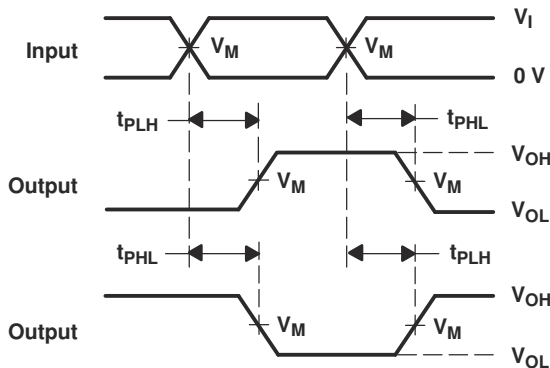 V_I
Input V_M V_M
0 V
t_PLH t_PHL
V_OH
Output V_M V_M
V_OL
t_PHL t_PLH
V_OH
Output V_M V_M
V_OL